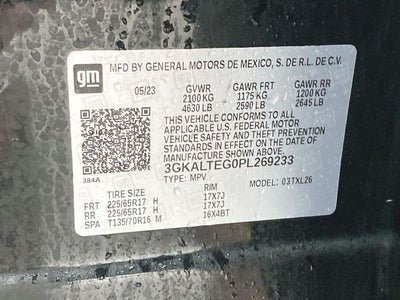 gm
MFD BY GENERAL MOTORS DE MEXICO, S. DE R.L. DE C.V.
05/23 GVWR GAWR FRT GAWR RR
2100 KG 1175 KG 1200 KG
4630 LB 2590 LB 2645 LB
THIS VEHICLE CONFORMS TO ALL
APPLICABLE U.S. FEDERAL MOTOR
VEHICLE SAFETY AND THEFT
PREVENTION STANDARDS IN EFFECT ON
THE DATE OF MANUFACTURE SHOWN ABOVE.
384A 3GKALTEG0PL269233
TYPE: MPV MODEL: 03TXL26
TIRE SIZE RIM
FRT 225/65R17 H 17X7J
RR 225/65R17 H 17X7J
SPA T135/70R16 M 16X4BT